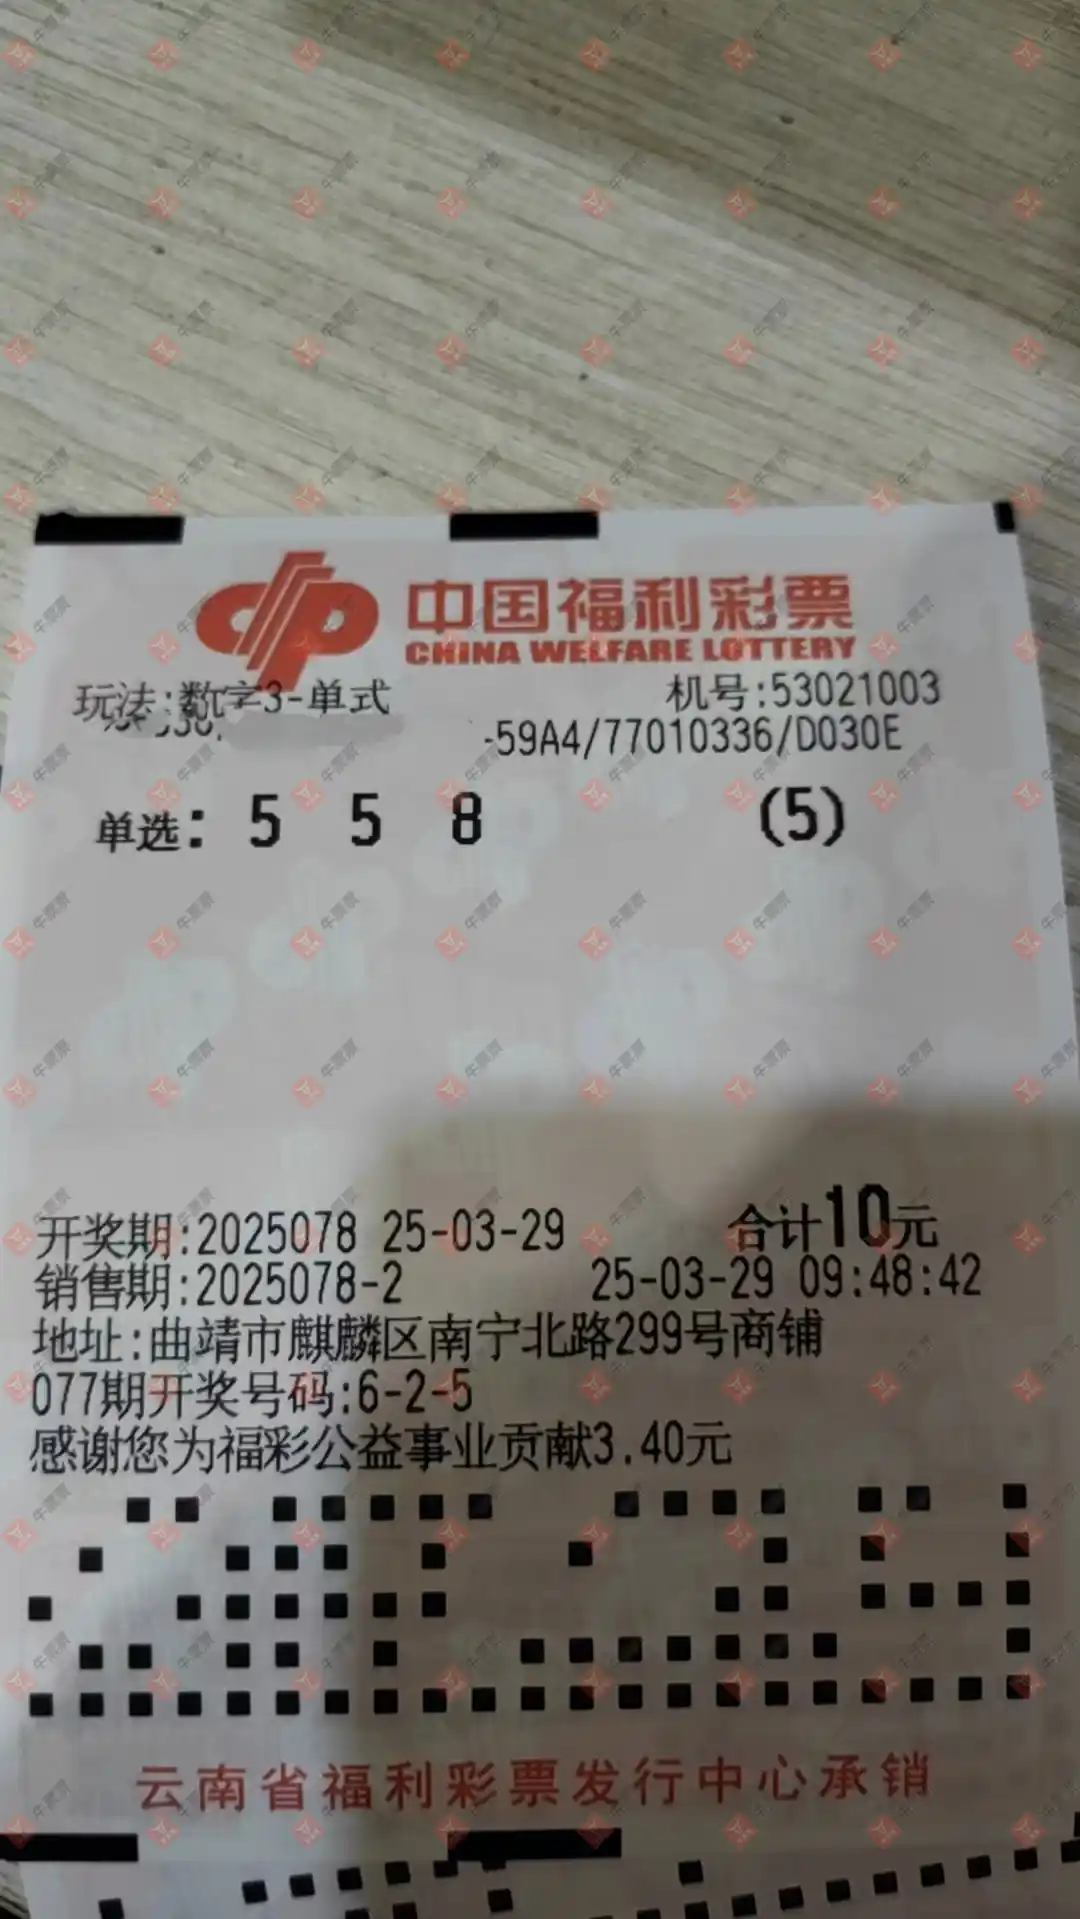 中国福利彩票
CHINA WELFARE LOTTERY
玩法:数字3-单式 机号:53021003
-59A4/77010336/D030E
单选: 5 5 8 (5)
开奖期:2025078 25-03-29 合计10元
销售期:2025078-2 25-03-29 09:48:42
地址:曲靖市麒麟区南宁北路299号商铺
077期开奖号码:6-2-5
感谢您为福彩公益事业贡献3.40元
云南省福利彩票发行中心承销